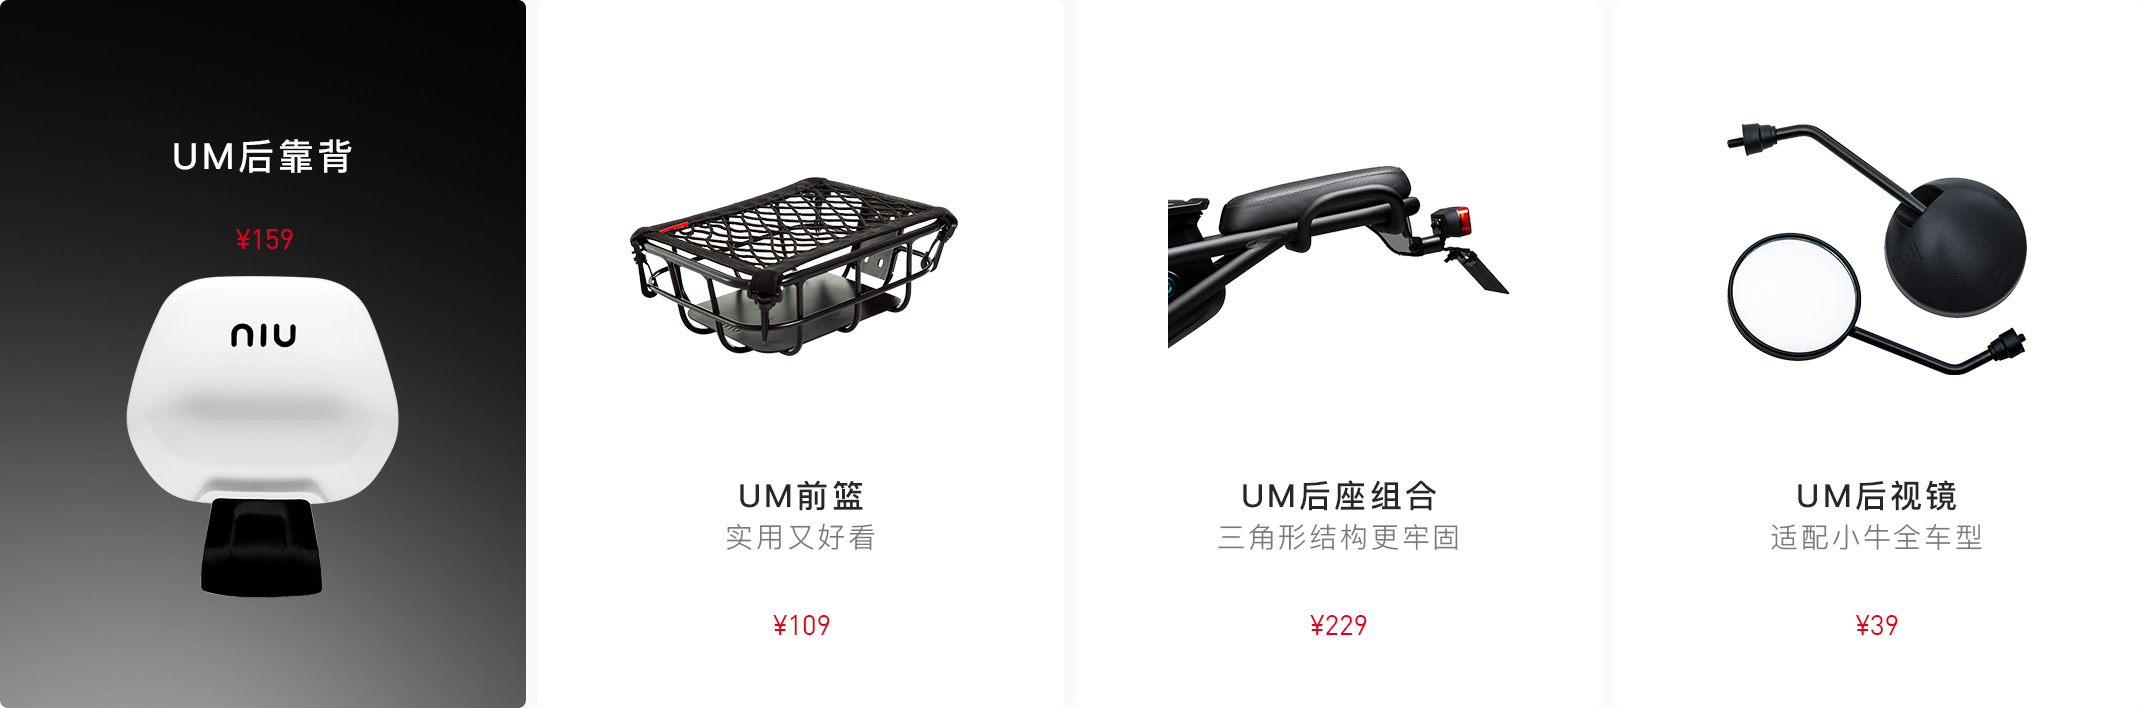 UM后靠背
¥159
NIU
UM前篮
实用又好看
¥109
UM后座组合
三角形结构更牢固
¥229
UM后视镜
适配小牛全车型
¥39